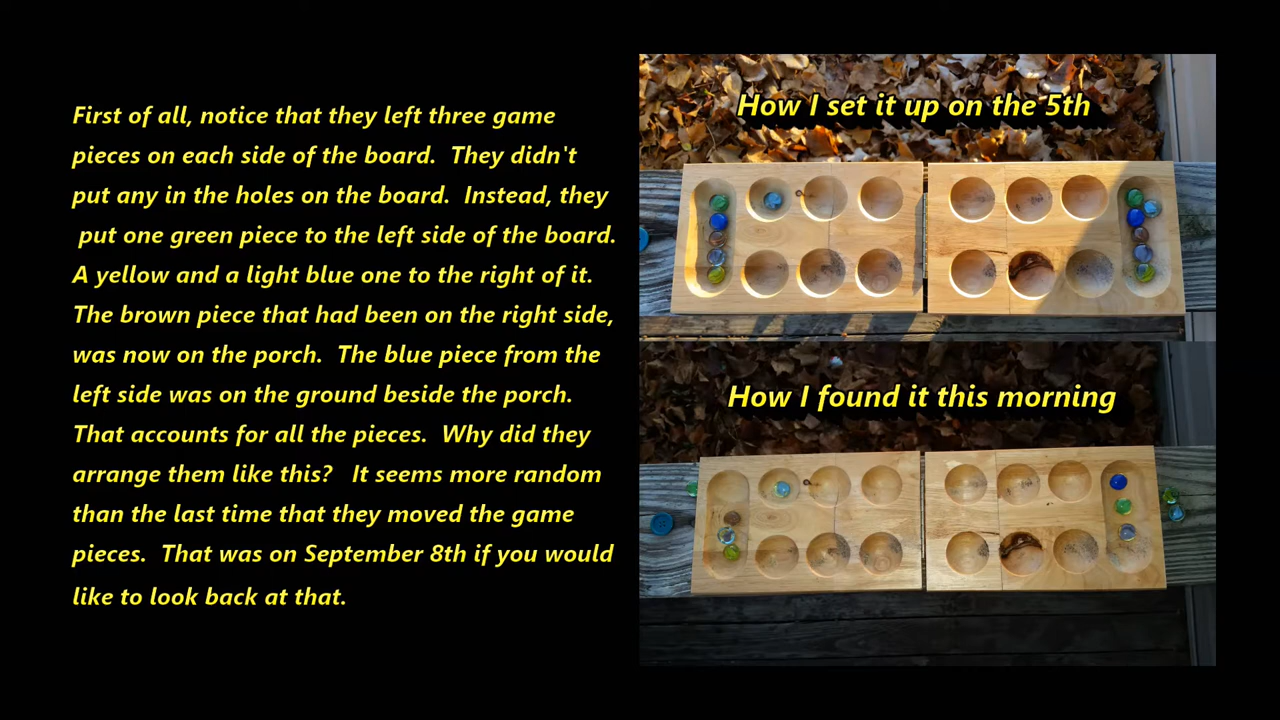 First of all, notice that they left three game
pieces on each side of the board.  They didn't
put any in the holes on the board.  Instead, they
put one green piece to the left side of the board.
A yellow and a light blue one to the right of it.
The brown piece that had been on the right side,
was now on the porch.  The blue piece from the
left side was on the ground beside the porch.
That accounts for all the pieces.  Why did they
arrange them like this?   It seems more random
than the last time that they moved the game
pieces.  That was on September 8th if you would
like to look back at that.
How I set it up on the 5th
How I found it this morning